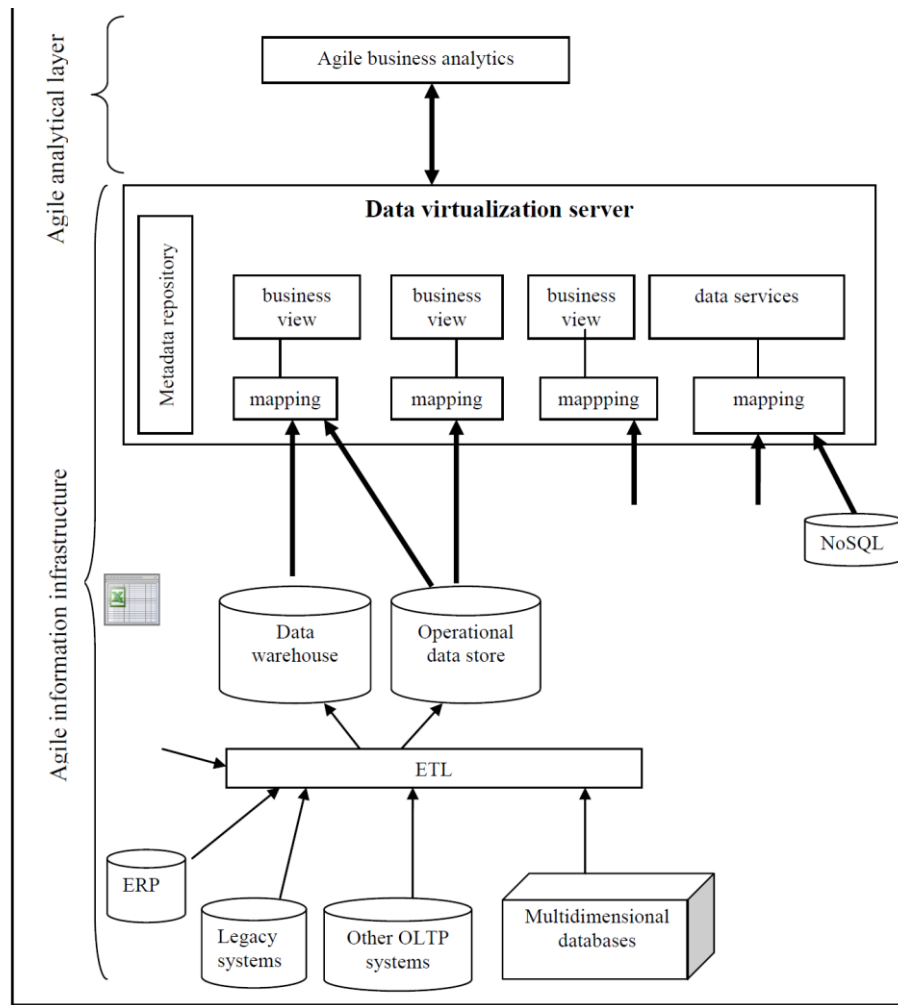 Agile analytical layer
Agile business analytics
Agile information infrastructure
Data virtualization server
Metadata repository
business
view
business
view
business
view
data services
mapping
mapping
mappping
mapping
NoSQL
Data
warehouse
Operational
data store
ETL
ERP
Legacy
systems
Other OLTP
systems
Multidimensional
databases